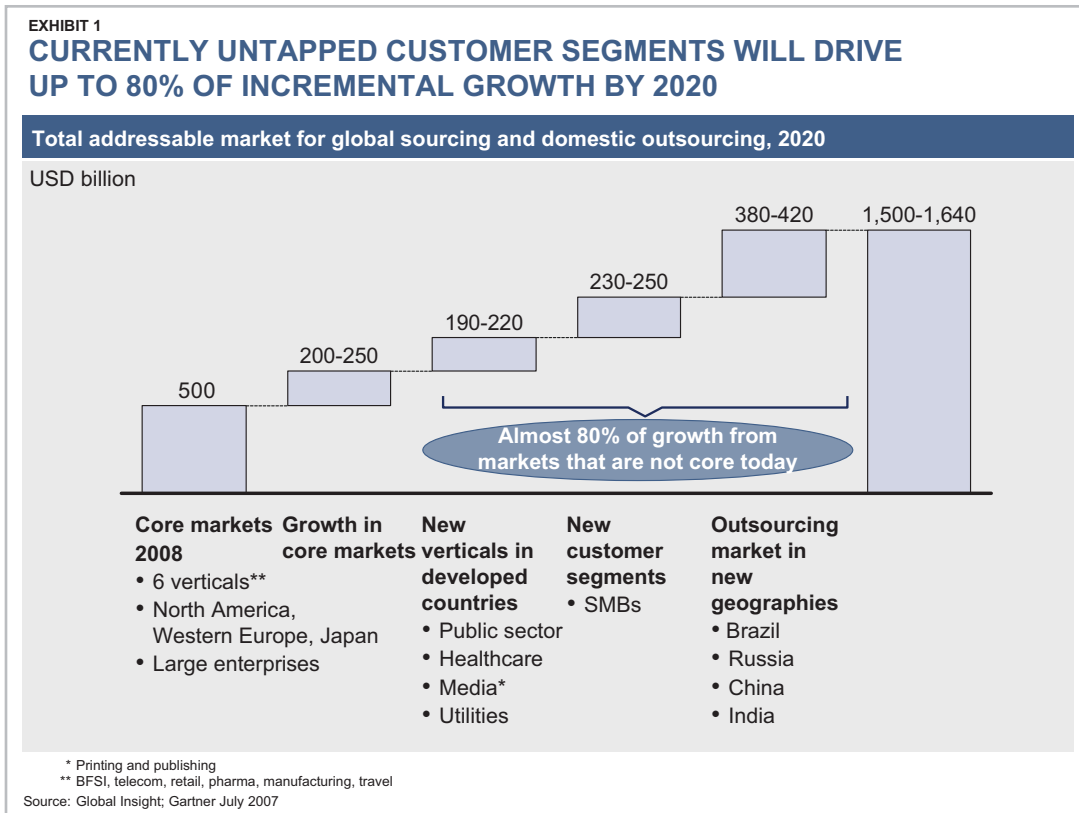 EXHIBIT 1
CURRENTLY UNTAPPED CUSTOMER SEGMENTS WILL DRIVE
UP TO 80% OF INCREMENTAL GROWTH BY 2020
Total addressable market for global sourcing and domestic outsourcing, 2020
USD billion
500
200-250
190-220
230-250
380-420
1,500-1,640
Almost 80% of growth from
markets that are not core today
Core markets
2008
• 6 verticals**
• North America,
Western Europe, Japan
• Large enterprises
Growth in
core markets
New
verticals in
developed
countries
• Public sector
• Healthcare
• Media*
• Utilities
New
customer
segments
• SMBs
Outsourcing
market in
new
geographies
• Brazil
• Russia
• China
• India
* Printing and publishing
** BFSI, telecom, retail, pharma, manufacturing, travel
Source: Global Insight; Gartner July 2007